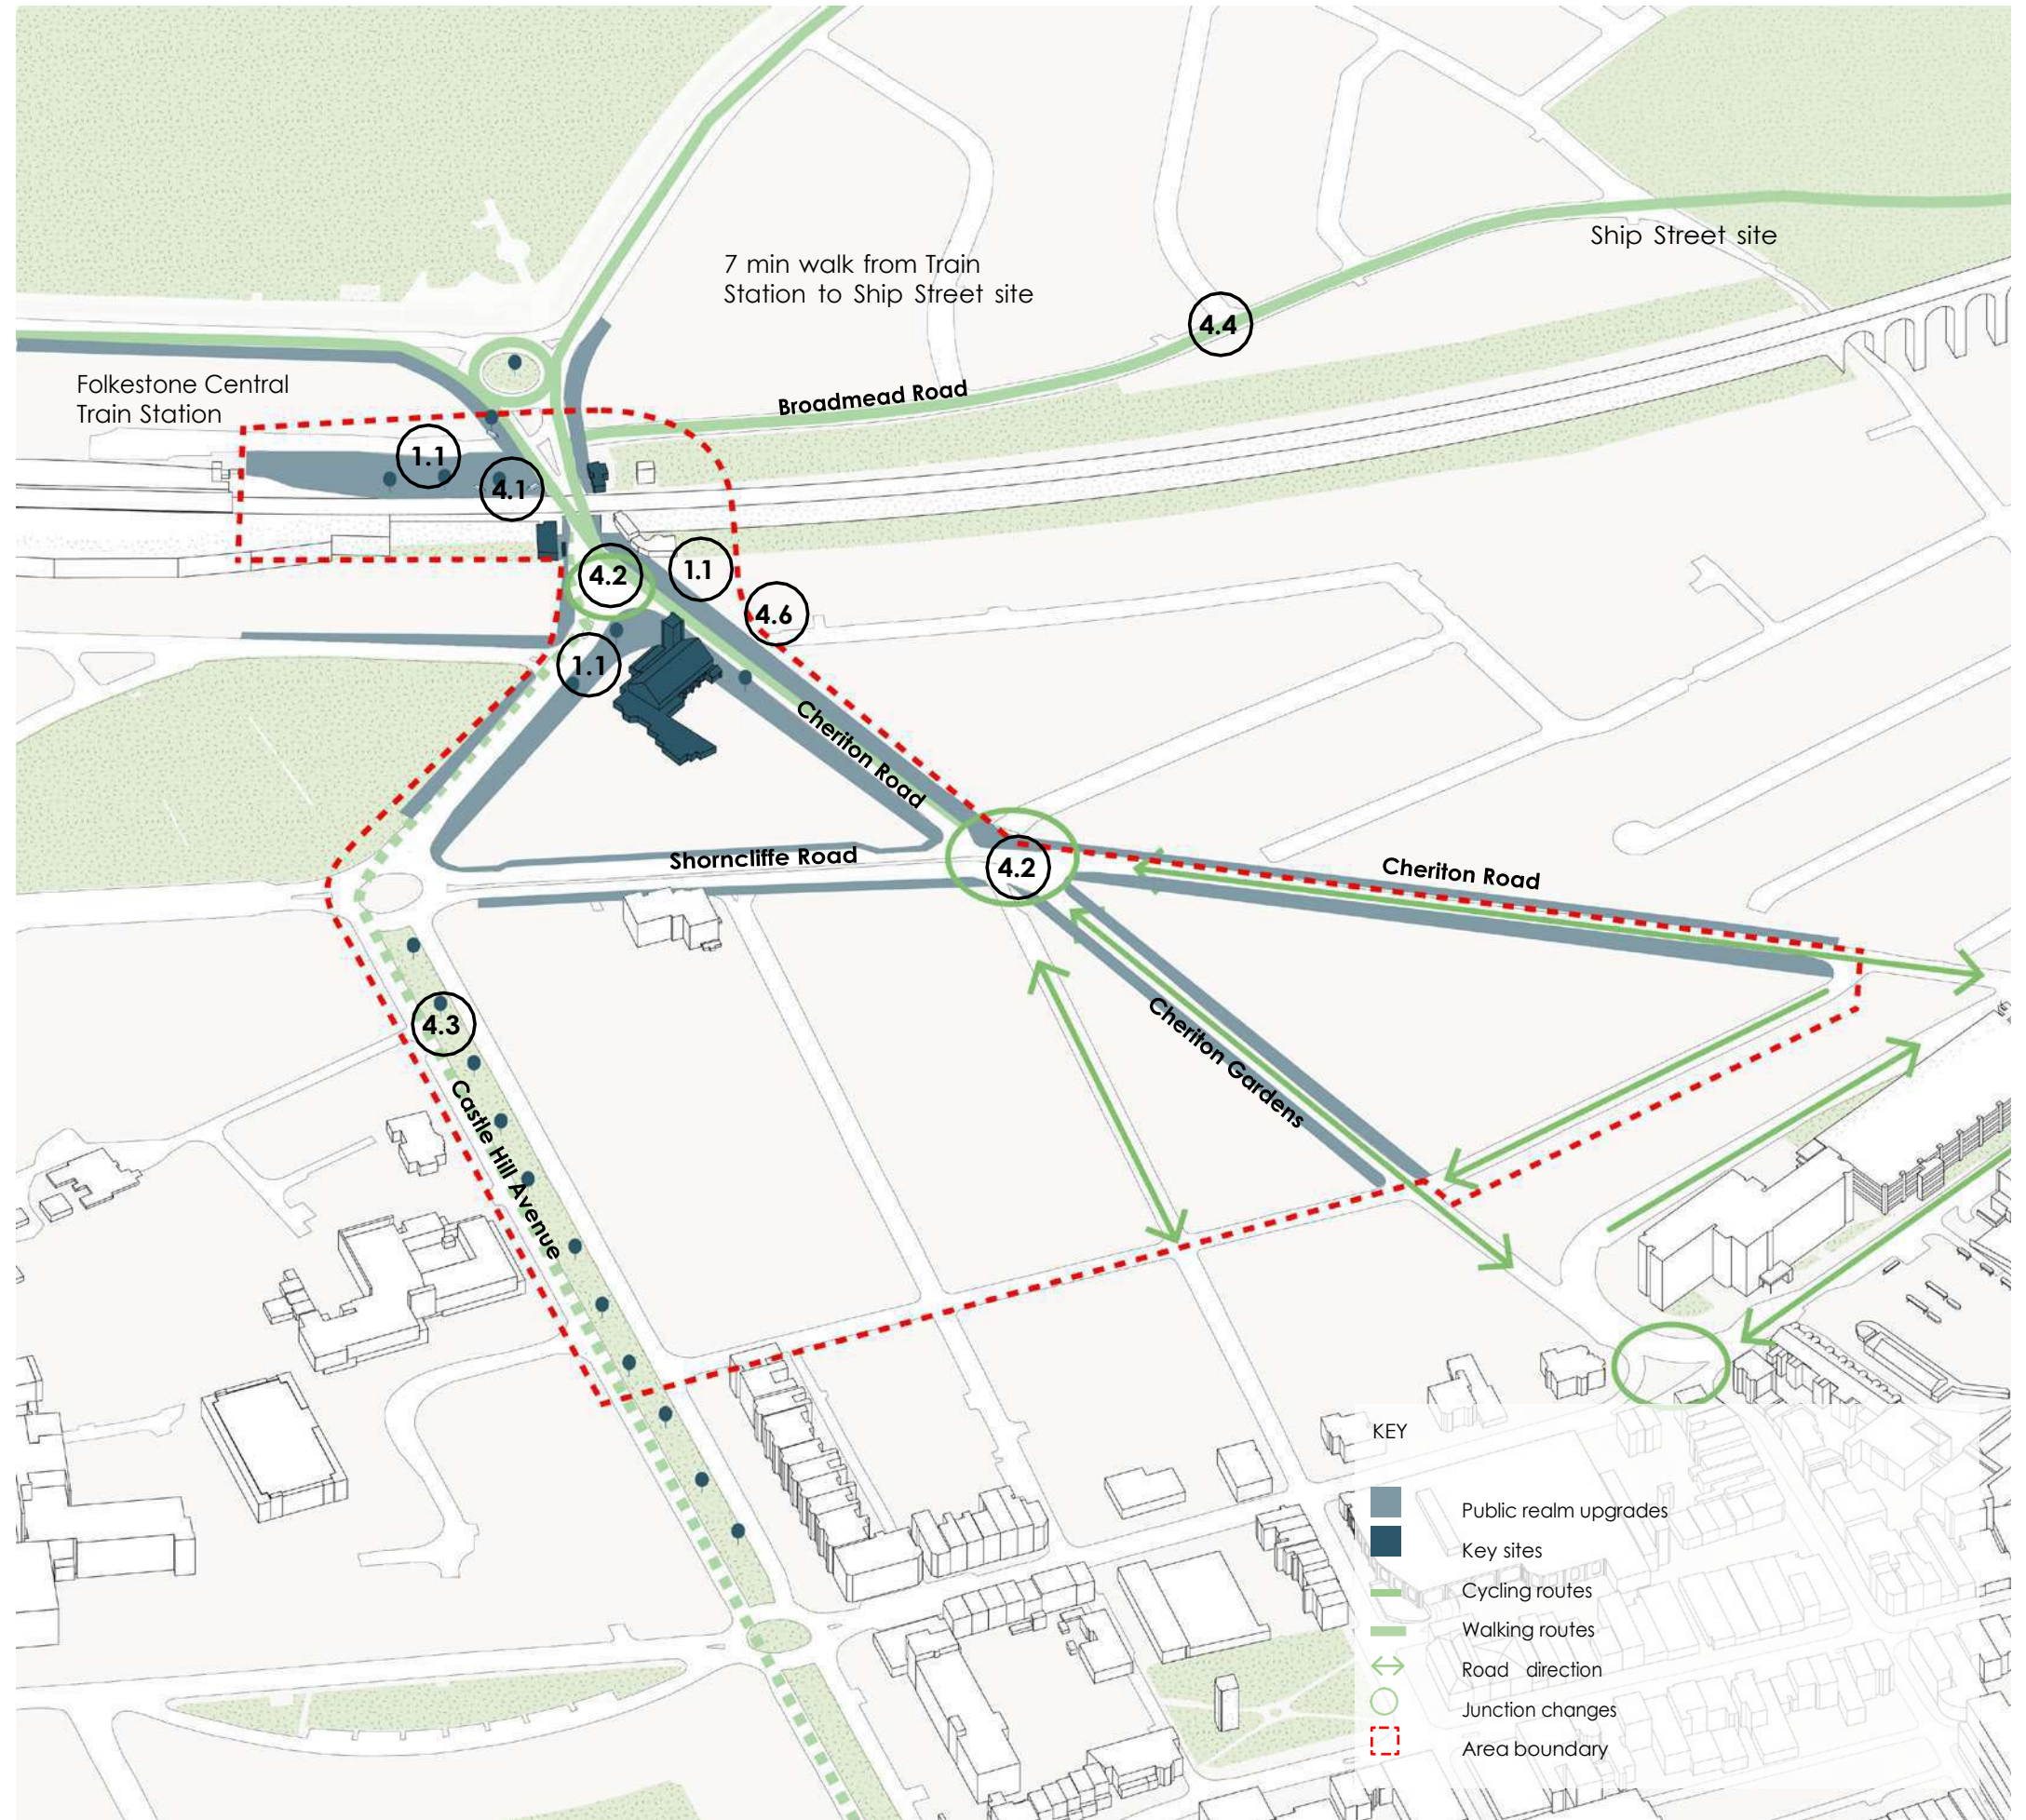 Ship Street site
7 min walk from Train
Station to Ship Street site
4.4
Folkestone Central
Train Station
Broadmead Road
1.1
4.1
4.2
1.1
4.6
1.1
Cheriton Road
Shorncliffe Road
4.2
Cheriton Road
4.3
Cheriton Gardens
Castle Hill Avenue
KEY
Public realm upgrades
Key sites
Cycling routes
Walking routes
Road direction
Junction changes
Area boundary